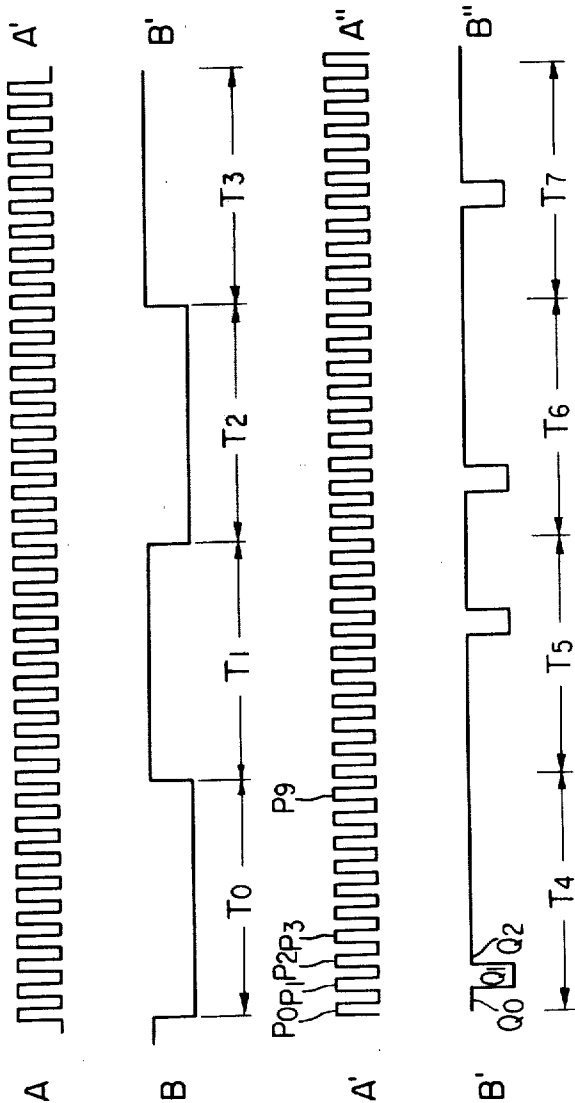 A A'
B B'
T0 T1 T2 T3
A' A"
P0 P1 P2 P3 P9
B' B"
Q0 Q1 Q2
T4 T5 T6 T7